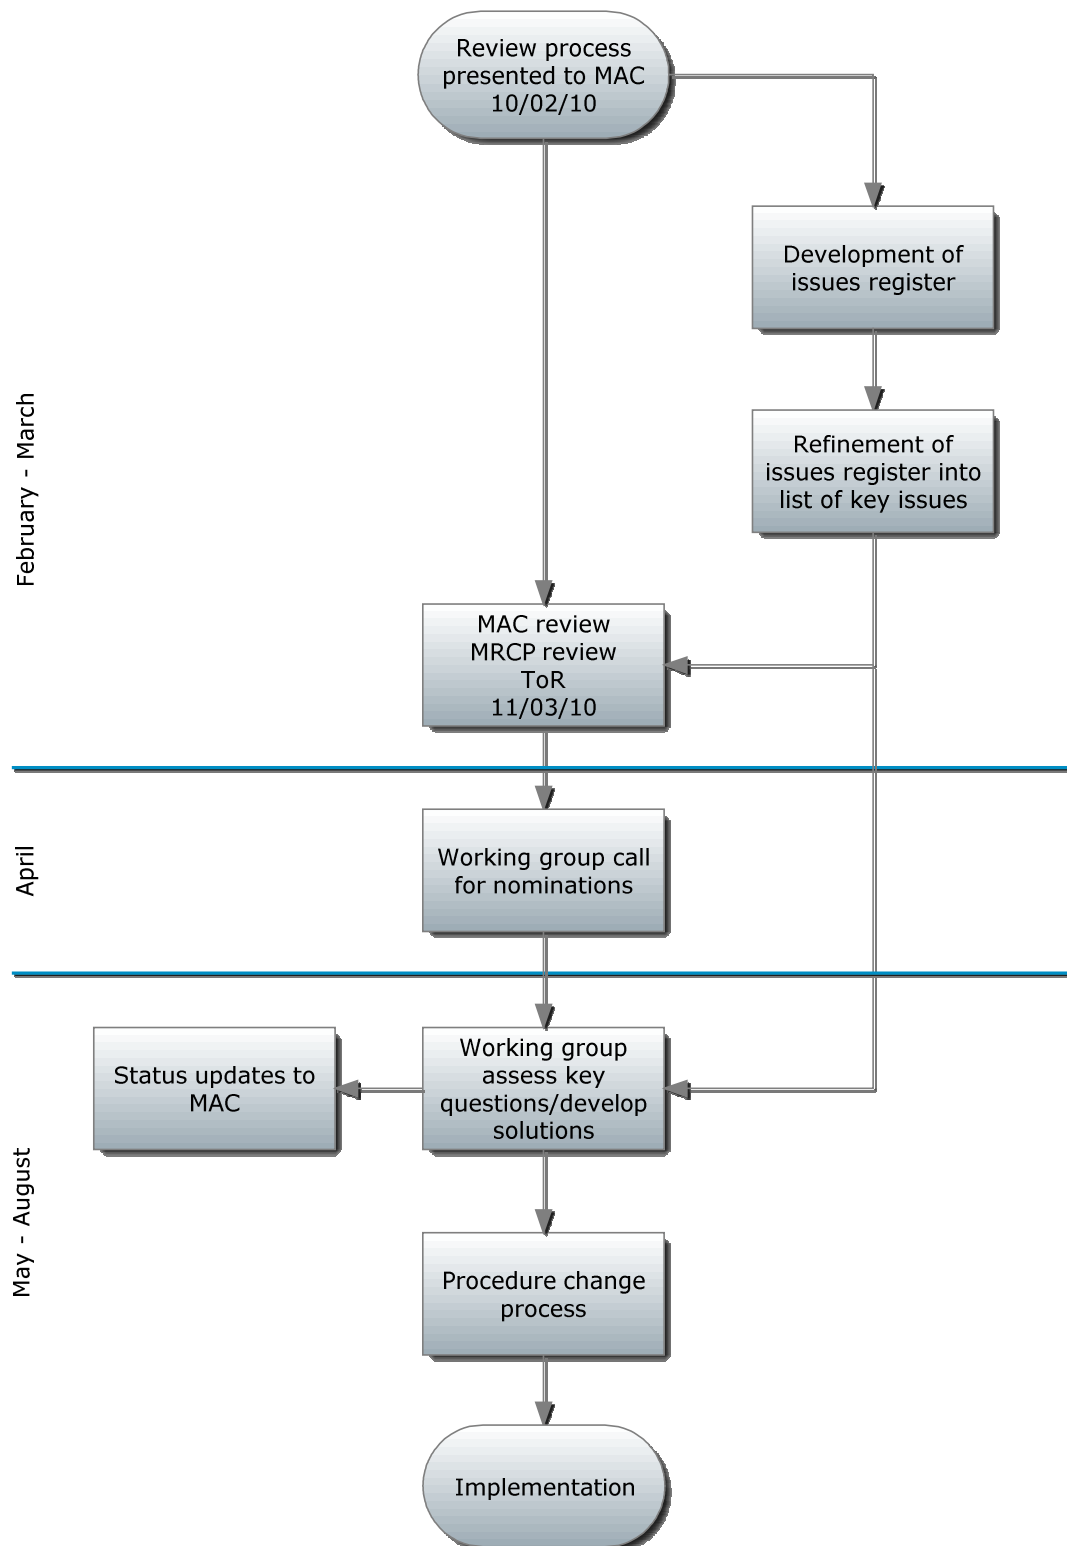 Review process
presented to MAC
10/02/10
Development of
issues register
February - March
Refinement of
issues register into
list of key issues
MAC review
MRCP review
ToR
11/03/10
April
Working group call
for nominations
May - August
Status updates to
MAC
Working group
assess key
questions/develop
solutions
Procedure change
process
Implementation